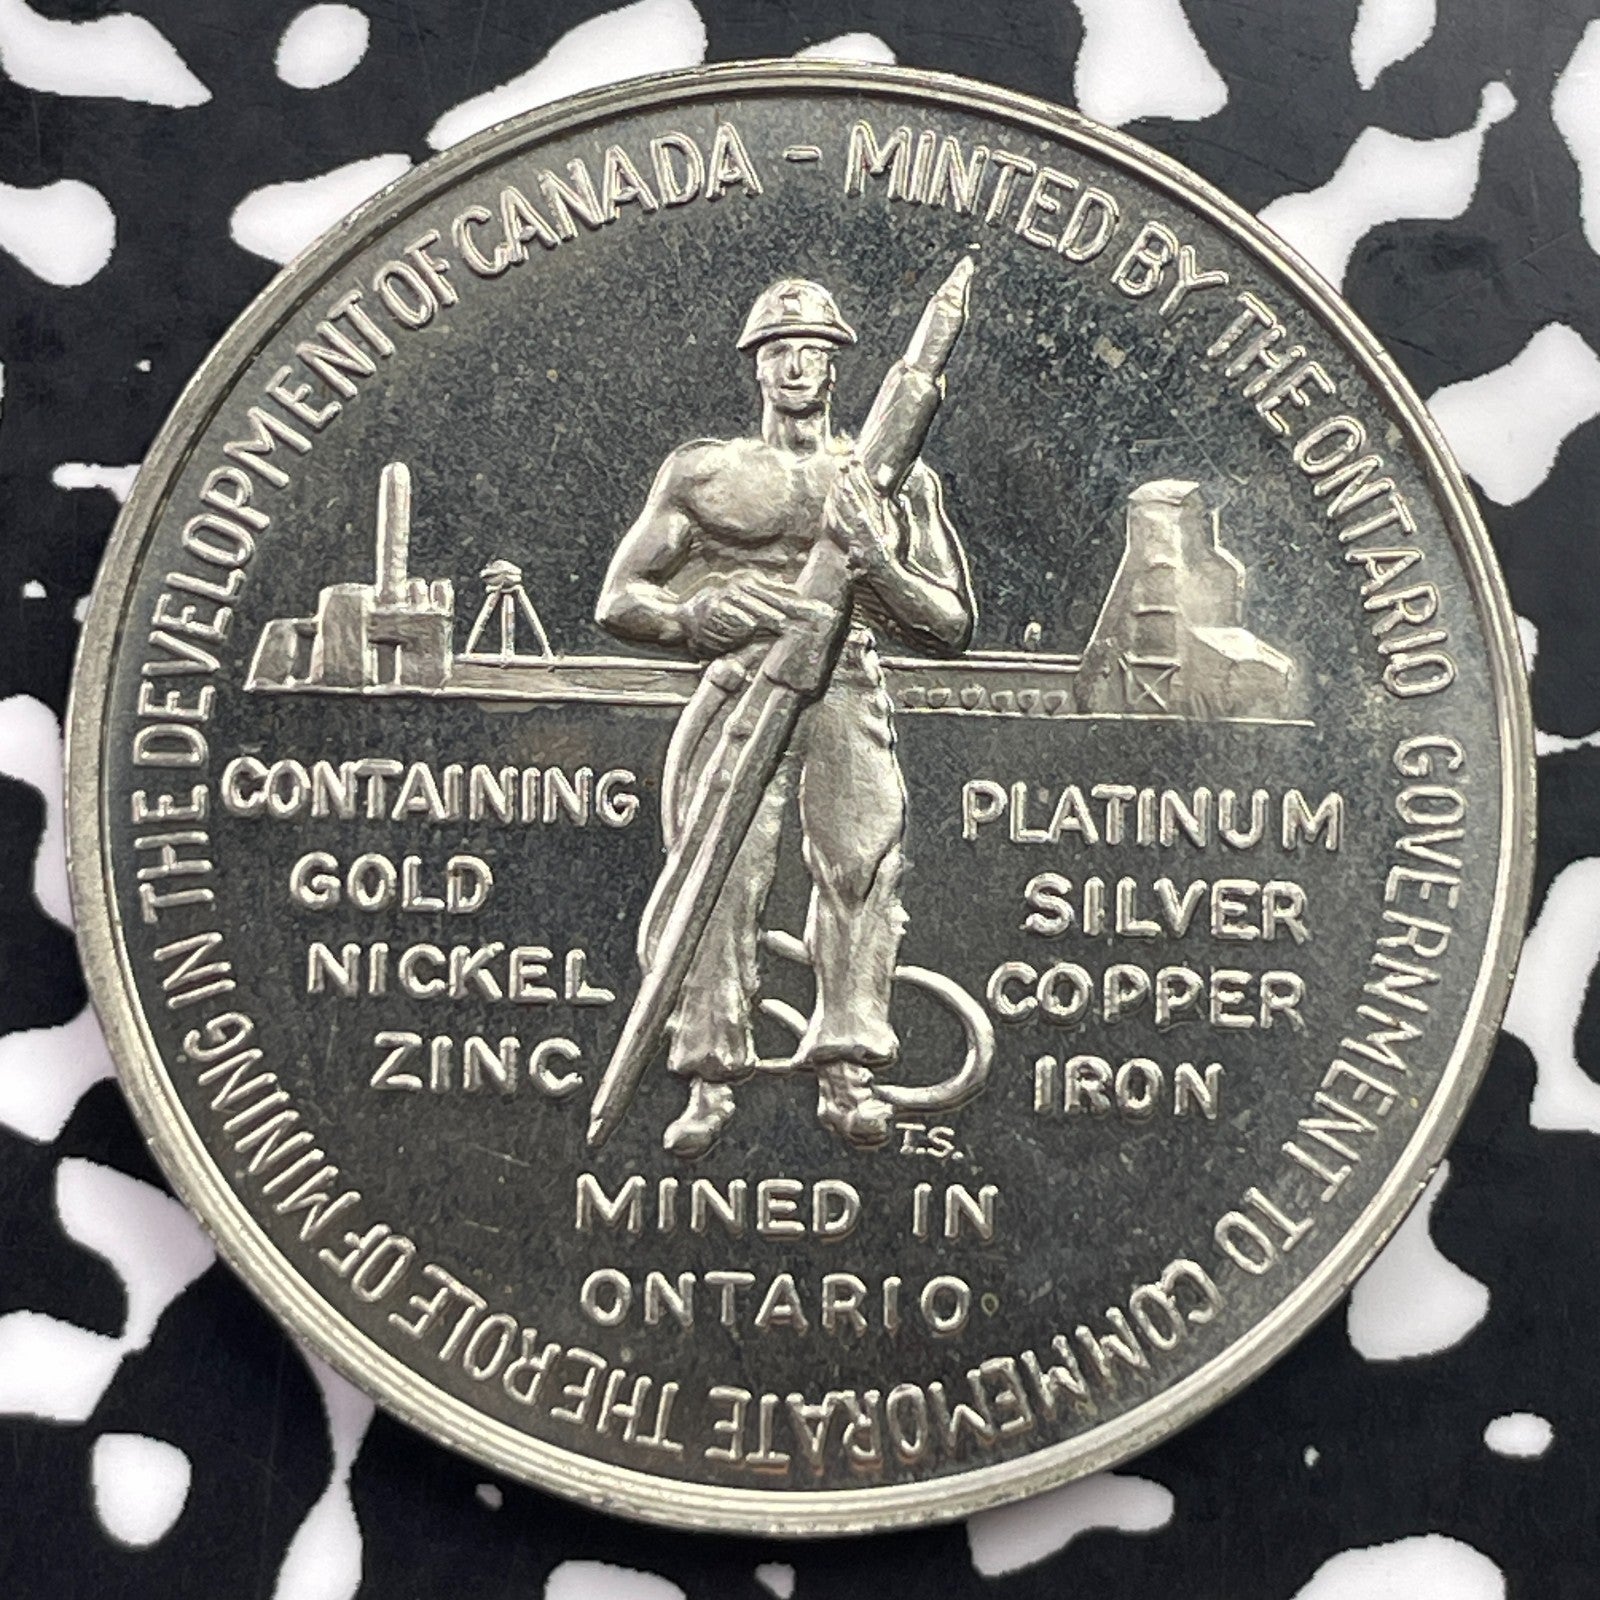 MINTED BY THE ONTARIO GOVERNMENT TO COMMEMORATE THE ROLE OF MINING IN THE DEVELOPMENT OF CANADA -
CONTAINING
GOLD
NICKEL
ZINC
PLATINUM
SILVER
COPPER
IRON
T.S.
MINED IN
ONTARIO